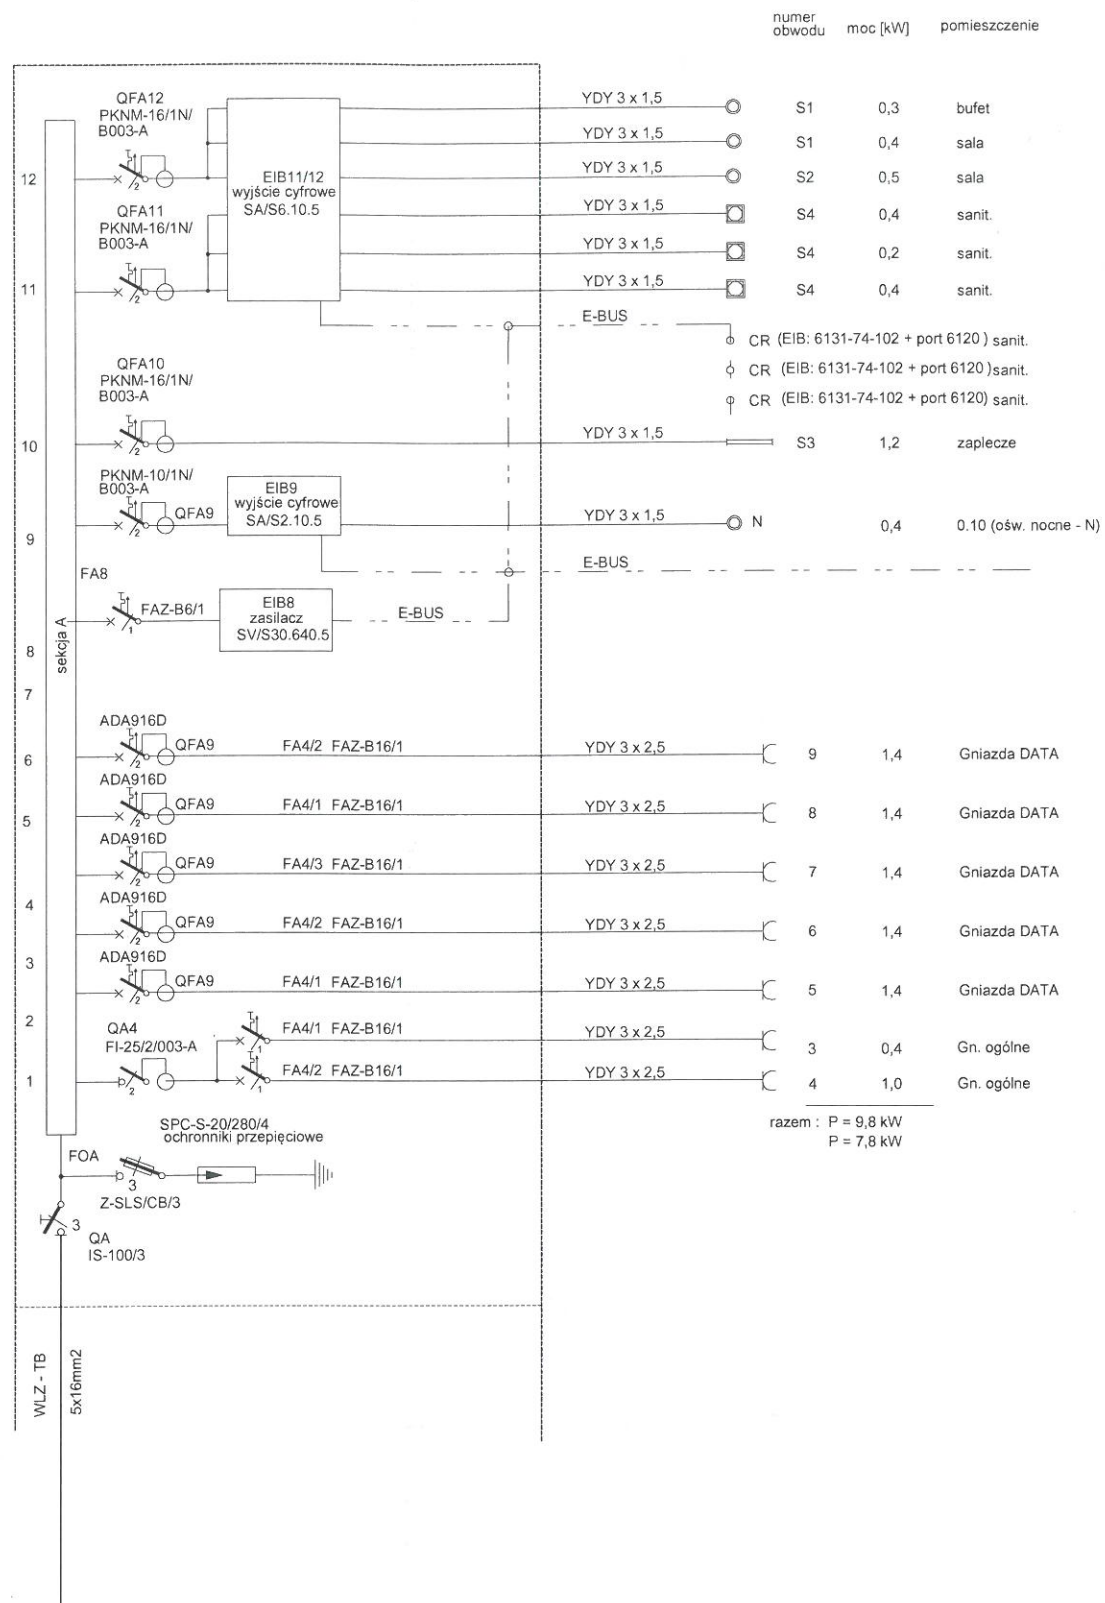 numer
obwodu moc [kW] pomieszczenie
QFA12
PKNM-16/1N/
B003-A
YDY 3 x 1,5 S1 0,3 bufet
YDY 3 x 1,5 S1 0,4 sala
12 2 YDY 3 x 1,5 S2 0,5 sala
EIB11/12
wyjście cyfrowe
SA/S6.10.5
QFA11
PKNM-16/1N/
B003-A
YDY 3 x 1,5 S4 0,4 sanit.
YDY 3 x 1,5 S4 0,2 sanit.
11 2 YDY 3 x 1,5 S4 0,4 sanit.
E-BUS
CR (EIB: 6131-74-102 + port 6120 ) sanit.
CR (EIB: 6131-74-102 + port 6120 )sanit.
CR (EIB: 6131-74-102 + port 6120) sanit.
QFA10
PKNM-16/1N/
B003-A
10 2 YDY 3 x 1,5 S3 1,2 zaplecze
PKNM-10/1N/
B003-A
EIB9
wyjście cyfrowe
SA/S2.10.5
9 2 QFA9 YDY 3 x 1,5 N 0,4 0.10 (ośw. nocne - N)
E-BUS
FA8
FAZ-B6/1
1
EIB8
zasilacz
SV/S30.640.5
E-BUS
sekcja A
8
7
ADA916D
6 2 QFA9 FA4/2 FAZ-B16/1 YDY 3 x 2,5 9 1,4 Gniazda DATA
ADA916D
5 2 QFA9 FA4/1 FAZ-B16/1 YDY 3 x 2,5 8 1,4 Gniazda DATA
ADA916D
4 2 QFA9 FA4/3 FAZ-B16/1 YDY 3 x 2,5 7 1,4 Gniazda DATA
ADA916D
3 2 QFA9 FA4/2 FAZ-B16/1 YDY 3 x 2,5 6 1,4 Gniazda DATA
ADA916D
2 2 QFA9 FA4/1 FAZ-B16/1 YDY 3 x 2,5 5 1,4 Gniazda DATA
QA4
FI-25/2/003-A
1 FA4/1 FAZ-B16/1 YDY 3 x 2,5 3 0,4 Gn. ogólne
1 2 1 FA4/2 FAZ-B16/1 YDY 3 x 2,5 4 1,0 Gn. ogólne
razem : P = 9,8 kW
P = 7,8 kW
SPC-S-20/280/4
ochronniki przepięciowe
FOA
3
Z-SLS/CB/3
3
QA
IS-100/3
WLZ - TB
5x16mm2